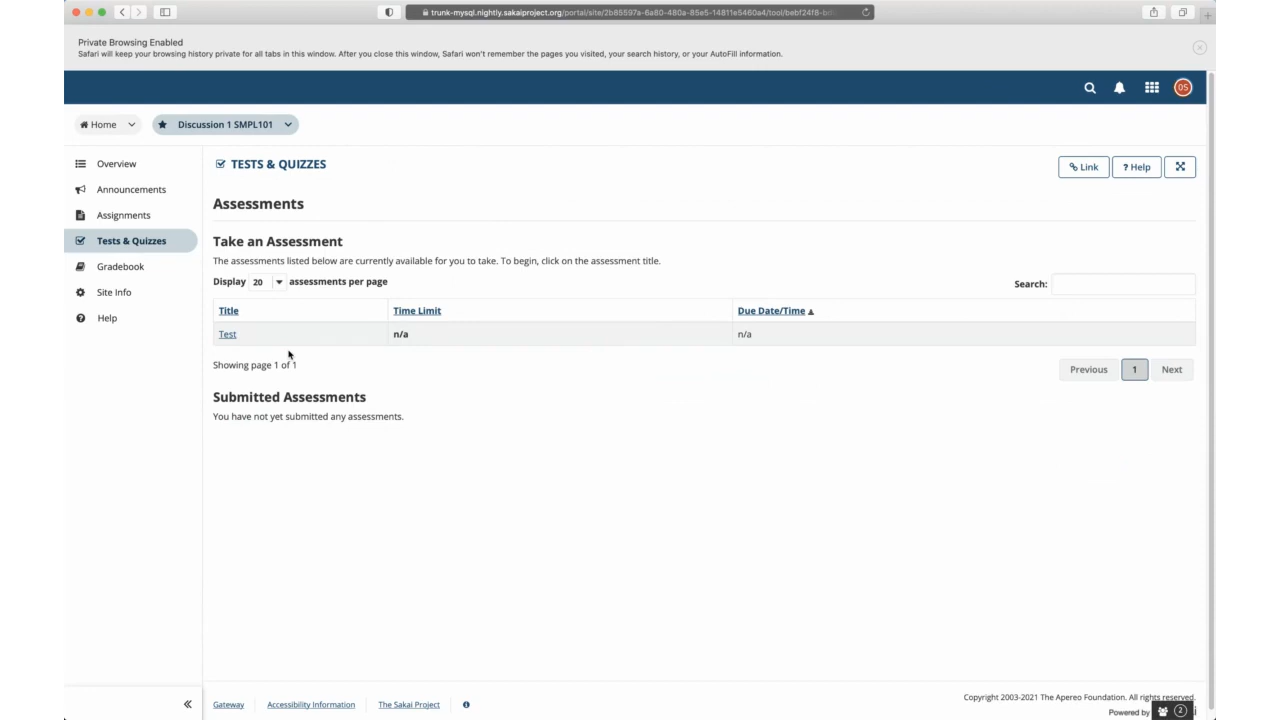 trunk-mysql.nightly.sakaiproject.org/portal/site/2b85597a-6a80-480a-85e5-14811e5460a4/tool/bebf24f8-
Private Browsing Enabled
Safari will keep your browsing history private for all tabs in this window. After you close this window, Safari won't remember the pages you visited, your search history, or your AutoFill information.
DS
Home
Discussion 1 SMPL101
Overview
Announcements
Assignments
Tests & Quizzes
Gradebook
Site Info
Help
TESTS & QUIZZES
Link
? Help
Assessments
Take an Assessment
The assessments listed below are currently available for you to take. To begin, click on the assessment title.
Display 20 assessments per page
Search:
Title Time Limit Due Date/Time
Test n/a n/a
Showing page 1 of 1
Previous 1 Next
Submitted Assessments
You have not yet submitted any assessments.
Gateway
Accessibility Information
The Sakai Project
Copyright 2003-2021 The Apereo Foundation. All rights reserved.
Powered by
2